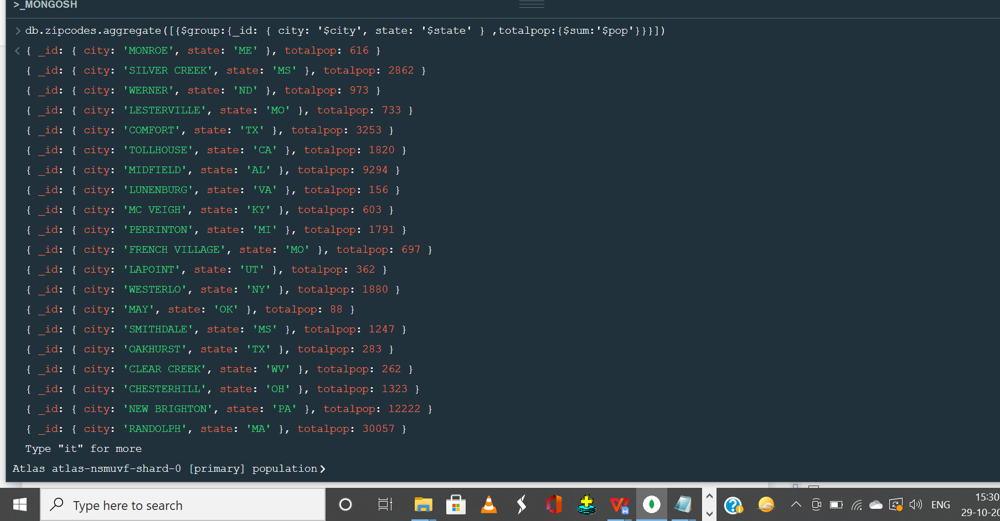 >_MONGOSH
> db.zipcodes.aggregate([{$group:{_id: { city: '$city', state: '$state' } ,totalpop:{$sum:'$pop'}}}])
< { _id: { city: 'MONROE', state: 'ME' }, totalpop: 616 }
{ _id: { city: 'SILVER CREEK', state: 'MS' }, totalpop: 2862 }
{ _id: { city: 'WERNER', state: 'ND' }, totalpop: 973 }
{ _id: { city: 'LESTERVILLE', state: 'MO' }, totalpop: 733 }
{ _id: { city: 'COMFORT', state: 'TX' }, totalpop: 3253 }
{ _id: { city: 'TOLLHOUSE', state: 'CA' }, totalpop: 1820 }
{ _id: { city: 'MIDFIELD', state: 'AL' }, totalpop: 9294 }
{ _id: { city: 'LUNENBURG', state: 'VA' }, totalpop: 156 }
{ _id: { city: 'MC VEIGH', state: 'KY' }, totalpop: 603 }
{ _id: { city: 'PERRINTON', state: 'MI' }, totalpop: 1791 }
{ _id: { city: 'FRENCH VILLAGE', state: 'MO' }, totalpop: 697 }
{ _id: { city: 'LAPOINT', state: 'UT' }, totalpop: 362 }
{ _id: { city: 'WESTERLO', state: 'NY' }, totalpop: 1880 }
{ _id: { city: 'MAY', state: 'OK' }, totalpop: 88 }
{ _id: { city: 'SMITHDALE', state: 'MS' }, totalpop: 1247 }
{ _id: { city: 'OAKHURST', state: 'TX' }, totalpop: 283 }
{ _id: { city: 'CLEAR CREEK', state: 'WV' }, totalpop: 262 }
{ _id: { city: 'CHESTERHILL', state: 'OH' }, totalpop: 1323 }
{ _id: { city: 'NEW BRIGHTON', state: 'PA' }, totalpop: 12222 }
{ _id: { city: 'RANDOLPH', state: 'MA' }, totalpop: 30057 }
Type "it" for more
Atlas atlas-nsmuvf-shard-0 [primary] population>
Type here to search
ENG
15:30
29-10-20